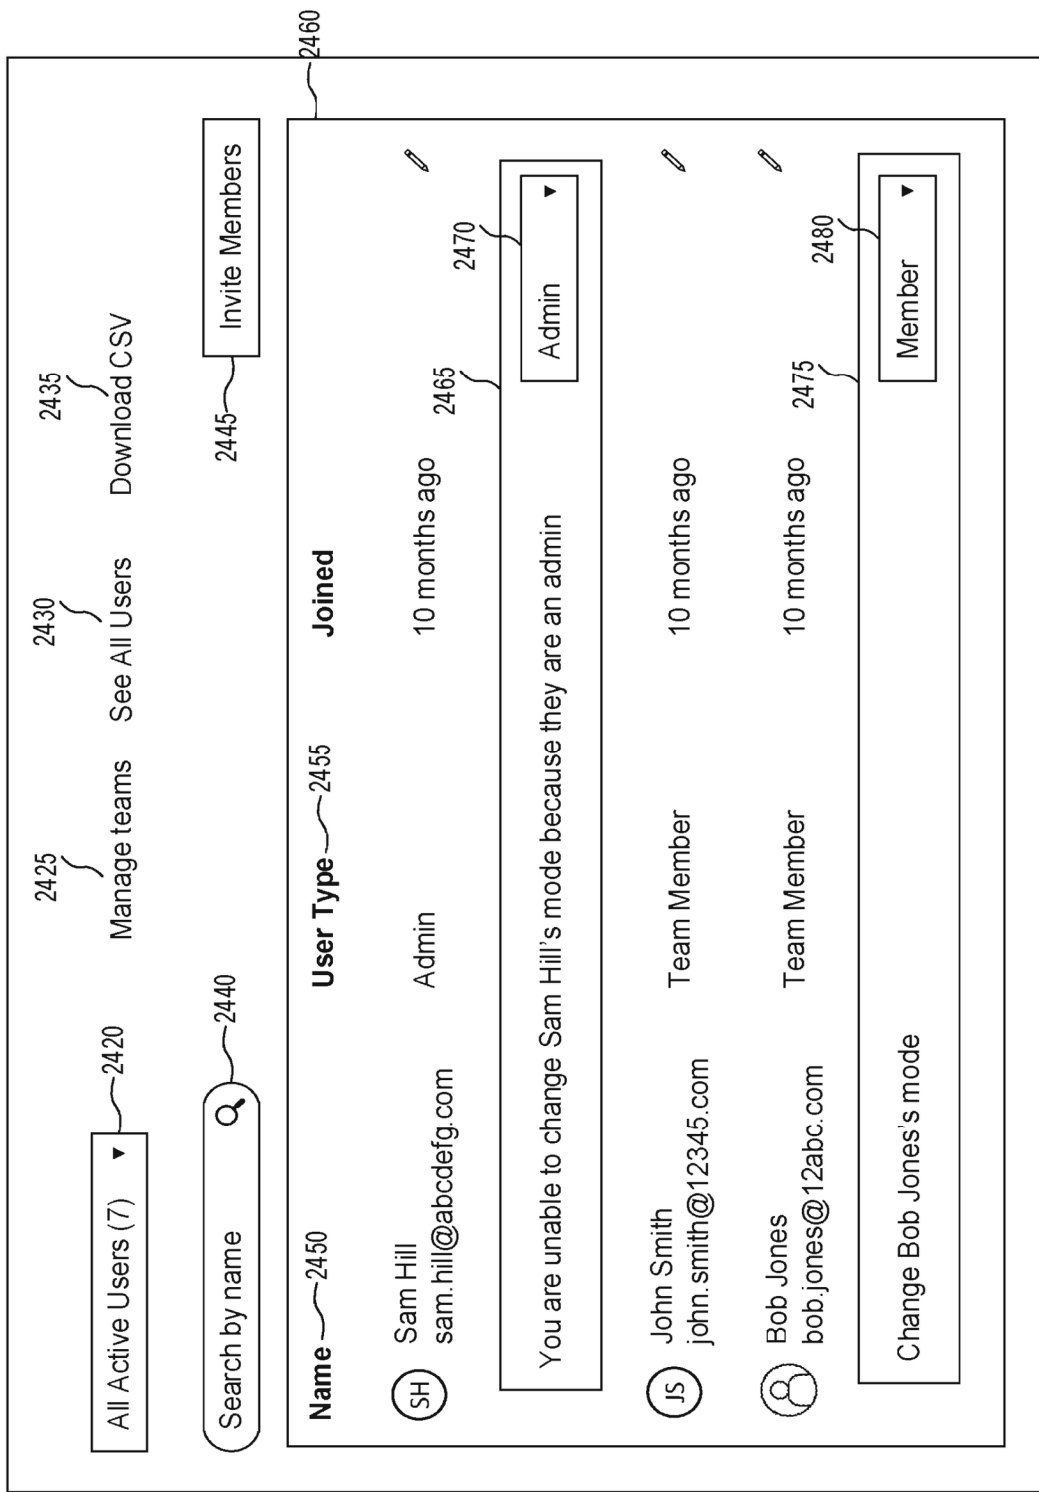 2425
2430
2435
All Active Users (7) ▼
2420
Manage teams
See All Users
Download CSV
Search by name
2440
2445
Invite Members
2460
Name
2450
User Type
2455
Joined
SH
Sam Hill
sam.hill@abcdefg.com
Admin
10 months ago
2465
2470
You are unable to change Sam Hill's mode because they are an admin
Admin ▼
JS
John Smith
john.smith@12345.com
Team Member
10 months ago
Bob Jones
bob.jones@12abc.com
Team Member
10 months ago
2475
2480
Change Bob Jones's mode
Member ▼